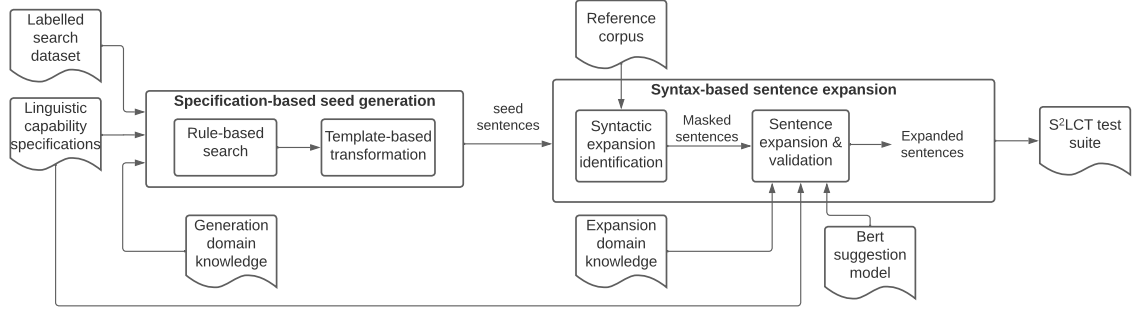 Labelled
search
dataset
Linguistic
capability
specifications
Specification-based seed generation
Rule-based
search
Template-based
transformation
Generation
domain
knowledge
seed
sentences
Reference
corpus
Syntax-based sentence expansion
Syntactic
expansion
identification
Masked
sentences
Sentence
expansion &
validation
Expanded
sentences
Expansion
domain
knowledge
Bert
suggestion
model
S²LCT test
suite